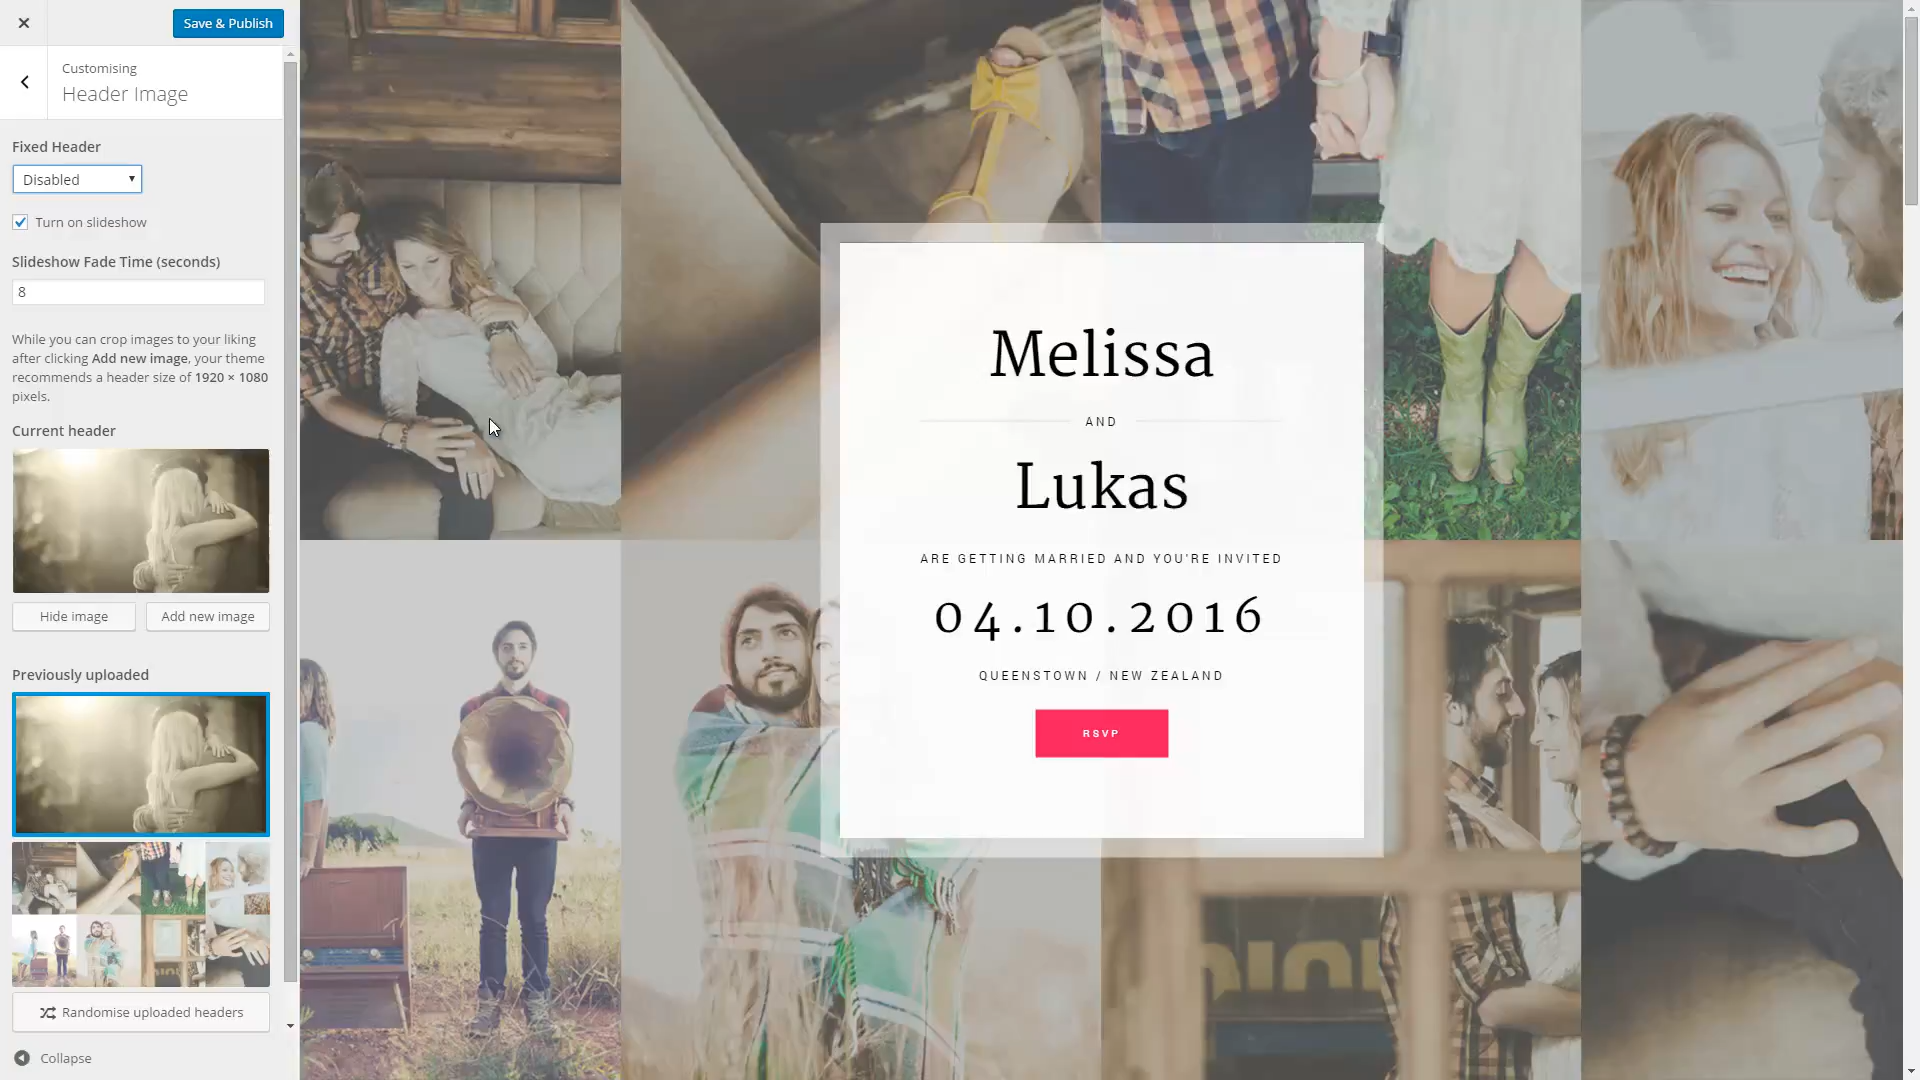 Save & Publish
Customising
Header Image
Fixed Header
Disabled
Turn on slideshow
Slideshow Fade Time (seconds)
8
While you can crop images to your liking
after clicking Add new image, your theme
recommends a header size of 1920 × 1080
pixels.
Current header
Hide image
Add new image
Previously uploaded
Randomise uploaded headers
Collapse
Melissa
AND
Lukas
ARE GETTING MARRIED AND YOU'RE INVITED
04.10.2016
QUEENSTOWN / NEW ZEALAND
RSVP